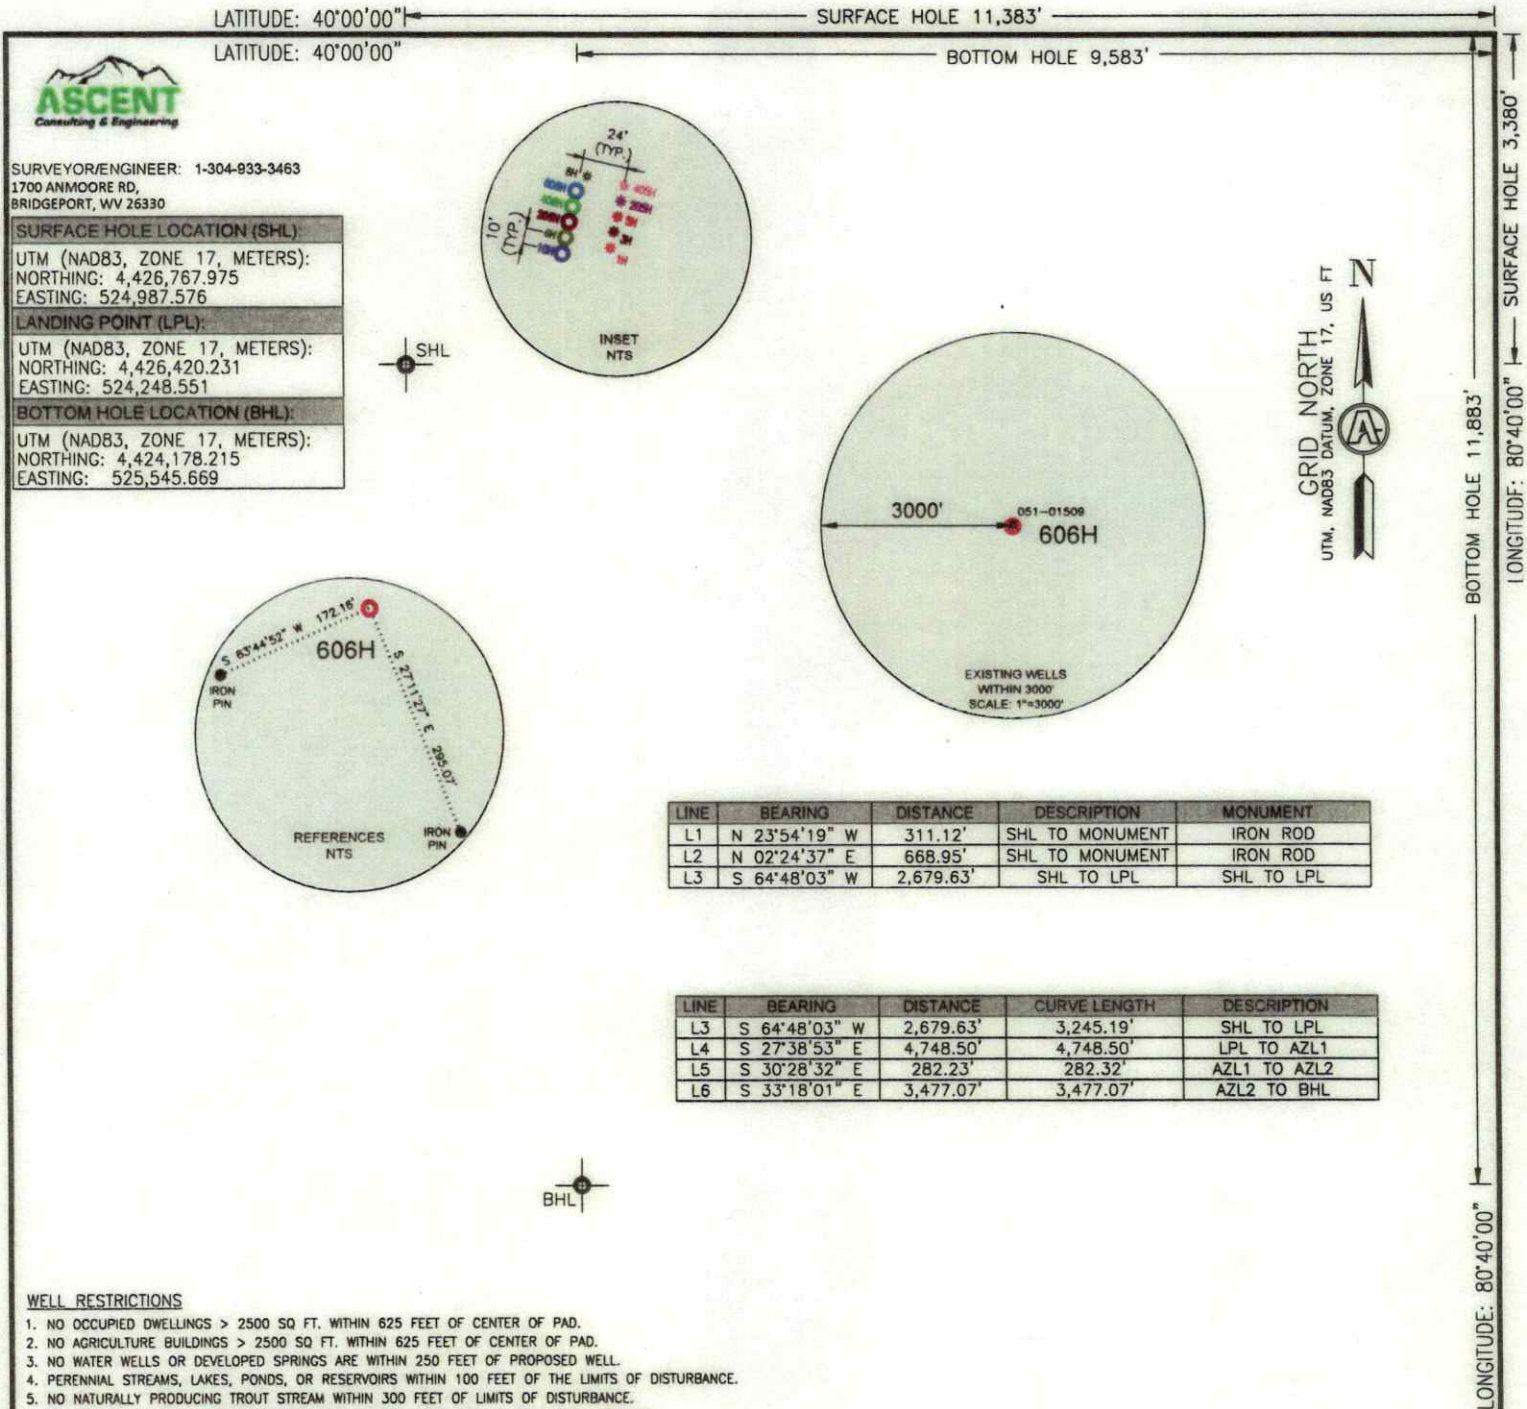 LATITUDE: 40°00'00"
SURFACE HOLE 11,383'
LATITUDE: 40°00'00"
BOTTOM HOLE 9,583'
ASCENT
Consulting & Engineering
SURVEYOR/ENGINEER: 1-304-933-3463
1700 ANMOORE RD,
BRIDGEPORT, WV 26330
SURFACE HOLE LOCATION (SHL):
UTM (NAD83, ZONE 17, METERS):
NORTHING: 4,426,767.975
EASTING: 524,987.576
LANDING POINT (LPL):
UTM (NAD83, ZONE 17, METERS):
NORTHING: 4,426,420.231
EASTING: 524,248.551
BOTTOM HOLE LOCATION (BHL):
UTM (NAD83, ZONE 17, METERS):
NORTHING: 4,424,178.215
EASTING: 525,545.669
SHL
24'
(TYP.)
8H
405H
205H
5H
3H
1H
206H
6H
10H
10'
(TYP.)
INSET
NTS
3000'
051-01509
606H
EXISTING WELLS
WITHIN 3000'
SCALE: 1"=3000'
N
GRID NORTH
UTM, NAD83 DATUM, ZONE 17, US FT
SURFACE HOLE 3,380'
LONGITUDE: 80°40'00"
BOTTOM HOLE 11,883'
LONGITUDE: 80°40'00"
S 63°44'52" W 172.16'
606H
S 27°11'27" E 295.07'
IRON
PIN
IRON
PIN
REFERENCES
NTS
LINE BEARING DISTANCE DESCRIPTION MONUMENT
L1 N 23°54'19" W 311.12' SHL TO MONUMENT IRON ROD
L2 N 02°24'37" E 668.95' SHL TO MONUMENT IRON ROD
L3 S 64°48'03" W 2,679.63' SHL TO LPL SHL TO LPL
LINE BEARING DISTANCE CURVE LENGTH DESCRIPTION
L3 S 64°48'03" W 2,679.63' 3,245.19' SHL TO LPL
L4 S 27°38'53" E 4,748.50' 4,748.50' LPL TO AZL1
L5 S 30°28'32" E 282.23' 282.32' AZL1 TO AZL2
L6 S 33°18'01" E 3,477.07' 3,477.07' AZL2 TO BHL
BHL
WELL RESTRICTIONS
1. NO OCCUPIED DWELLINGS > 2500 SQ FT. WITHIN 625 FEET OF CENTER OF PAD.
2. NO AGRICULTURE BUILDINGS > 2500 SQ FT. WITHIN 625 FEET OF CENTER OF PAD.
3. NO WATER WELLS OR DEVELOPED SPRINGS ARE WITHIN 250 FEET OF PROPOSED WELL.
4. PERENNIAL STREAMS, LAKES, PONDS, OR RESERVOIRS WITHIN 100 FEET OF THE LIMITS OF DISTURBANCE.
5. NO NATURALLY PRODUCING TROUT STREAM WITHIN 300 FEET OF LIMITS OF DISTURBANCE.